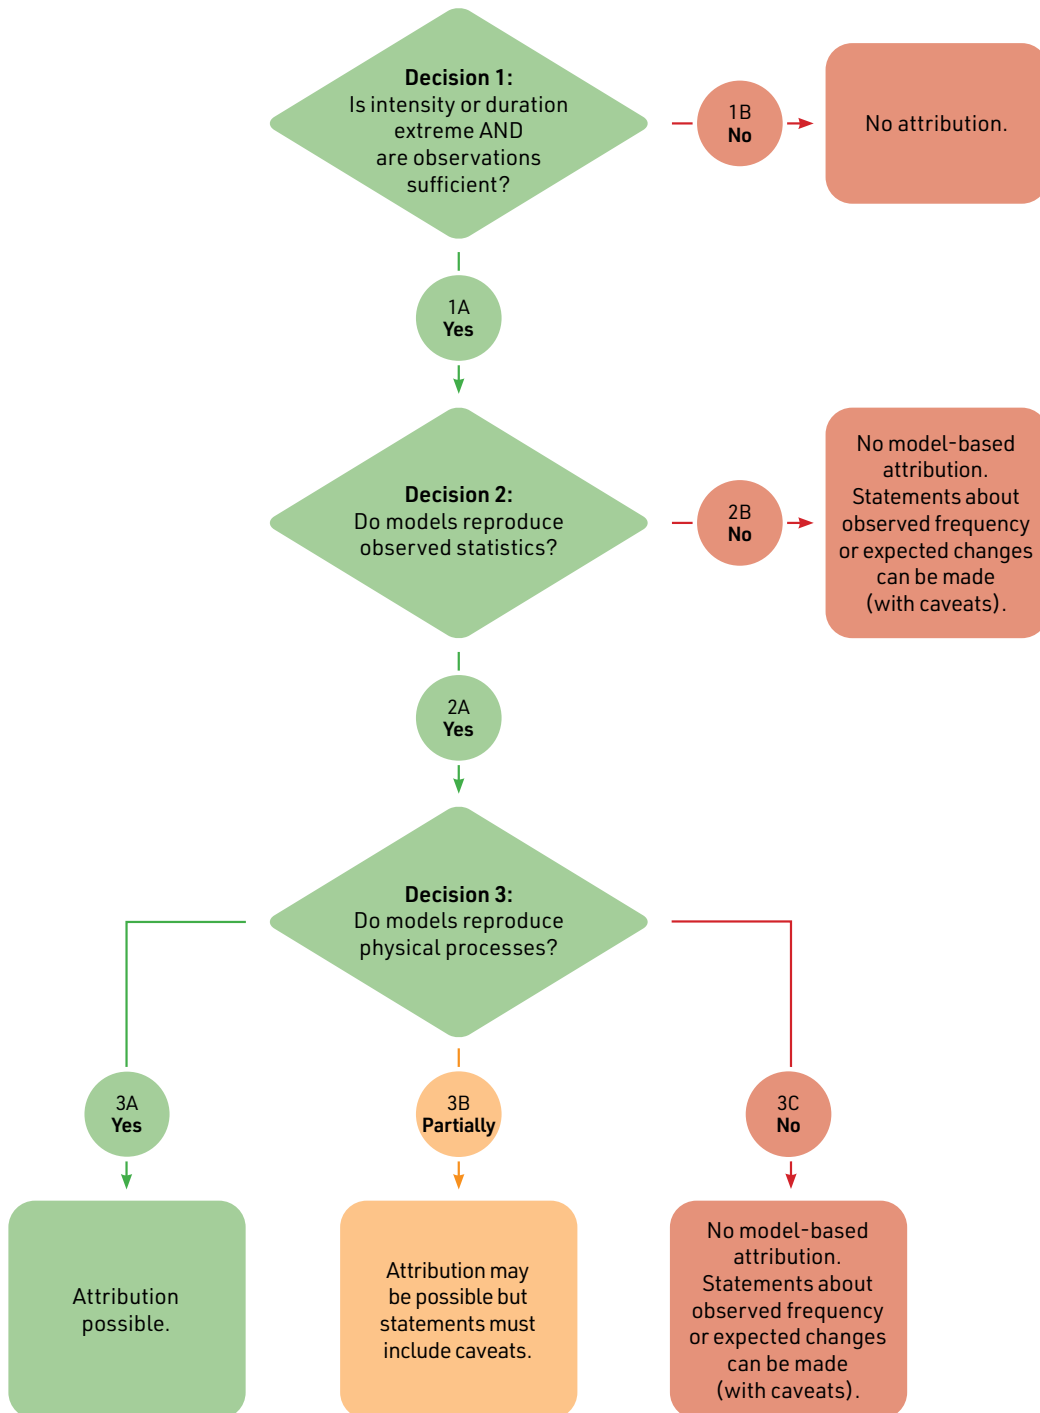 Decision 1:
Is intensity or duration
extreme AND
are observations
sufficient?
1B
No
No attribution.
1A
Yes
Decision 2:
Do models reproduce
observed statistics?
2B
No
No model-based
attribution.
Statements about
observed frequency
or expected changes
can be made
(with caveats).
2A
Yes
Decision 3:
Do models reproduce
physical processes?
3A
Yes
3B
Partially
3C
No
Attribution
possible.
Attribution may
be possible but
statements must
include caveats.
No model-based
attribution.
Statements about
observed frequency
or expected changes
can be made
(with caveats).